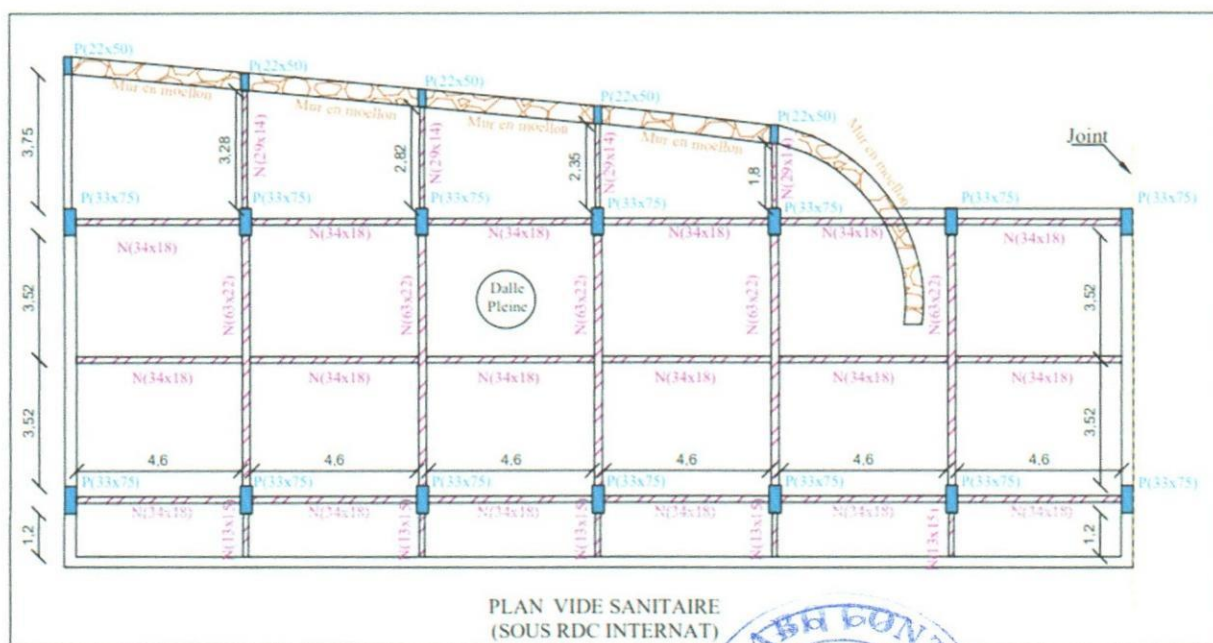 P(22x50)
P(22x50)
P(22x50)
P(22x50)
P(22x50)
Mur en moellon
Mur en moellon
Mur en moellon
Mur en moellon
Mur en moellon
Joint
3,75
3,28
N(29x14)
2,82
N(29x14)
2,35
N(29x14)
1,8
N(29x14)
P(33x75)
P(33x75)
P(33x75)
P(33x75)
P(33x75)
P(33x75)
P(33x75)
N(34x18)
N(34x18)
N(34x18)
N(34x18)
N(34x18)
N(34x18)
3,52
N(63x22)
N(63x22)
Dalle
Pleine
N(63x22)
N(63x22)
N(63x22)
3,52
N(34x18)
N(34x18)
N(34x18)
N(34x18)
N(34x18)
N(34x18)
3,52
3,52
4,6
4,6
4,6
4,6
4,6
4,6
P(33x75)
P(33x75)
P(33x75)
P(33x75)
P(33x75)
P(33x75)
P(33x75)
N(34x18)
N(34x18)
N(34x18)
N(34x18)
N(34x18)
N(34x18)
1,2
N(13x15)
N(13x15)
N(13x15)
N(13x15)
N(13x15)
1,2
PLAN VIDE SANITAIRE
(SOUS RDC INTERNAT)